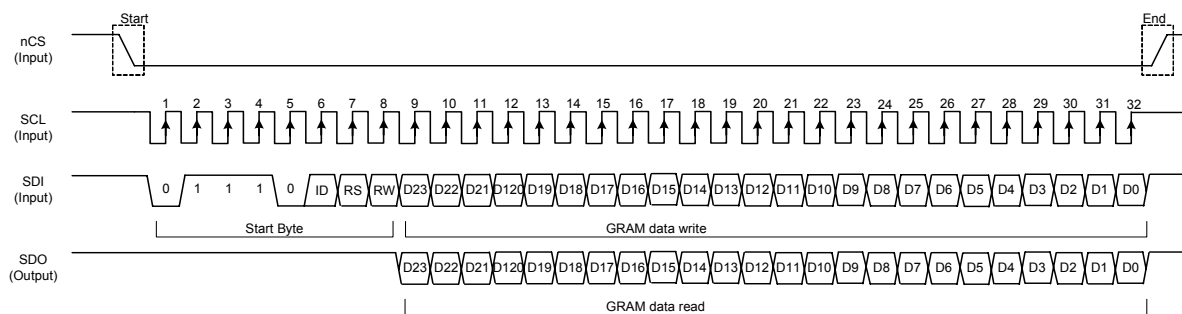 Start
End
nCS
(Input)
1 2 3 4 5 6 7 8 9 10 11 12 13 14 15 16 17 18 19 20 21 22 23 24 25 26 27 28 29 30 31 32
SCL
(Input)
SDI
(Input)
0 1 1 1 0 ID RS RW D23 D22 D21 D120 D19 D18 D17 D16 D15 D14 D13 D12 D11 D10 D9 D8 D7 D6 D5 D4 D3 D2 D1 D0
Start Byte
GRAM data write
SDO
(Output)
D23 D22 D21 D120 D19 D18 D17 D16 D15 D14 D13 D12 D11 D10 D9 D8 D7 D6 D5 D4 D3 D2 D1 D0
GRAM data read